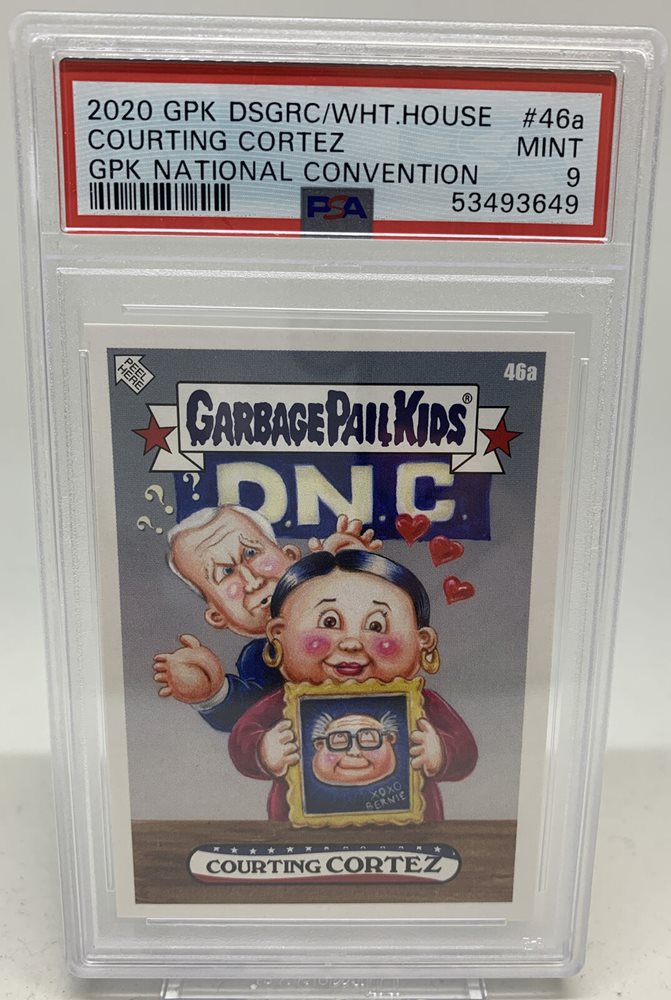 2020 GPK DSGRC/WHT.HOUSE #46a
COURTING CORTEZ MINT
GPK NATIONAL CONVENTION 9
PSA 53493649
PEEL HERE!
46a
GARBAGE PAIL KIDS®
D.N.C.
? ? ?
XOXO
BERNIE
COURTING CORTEZ